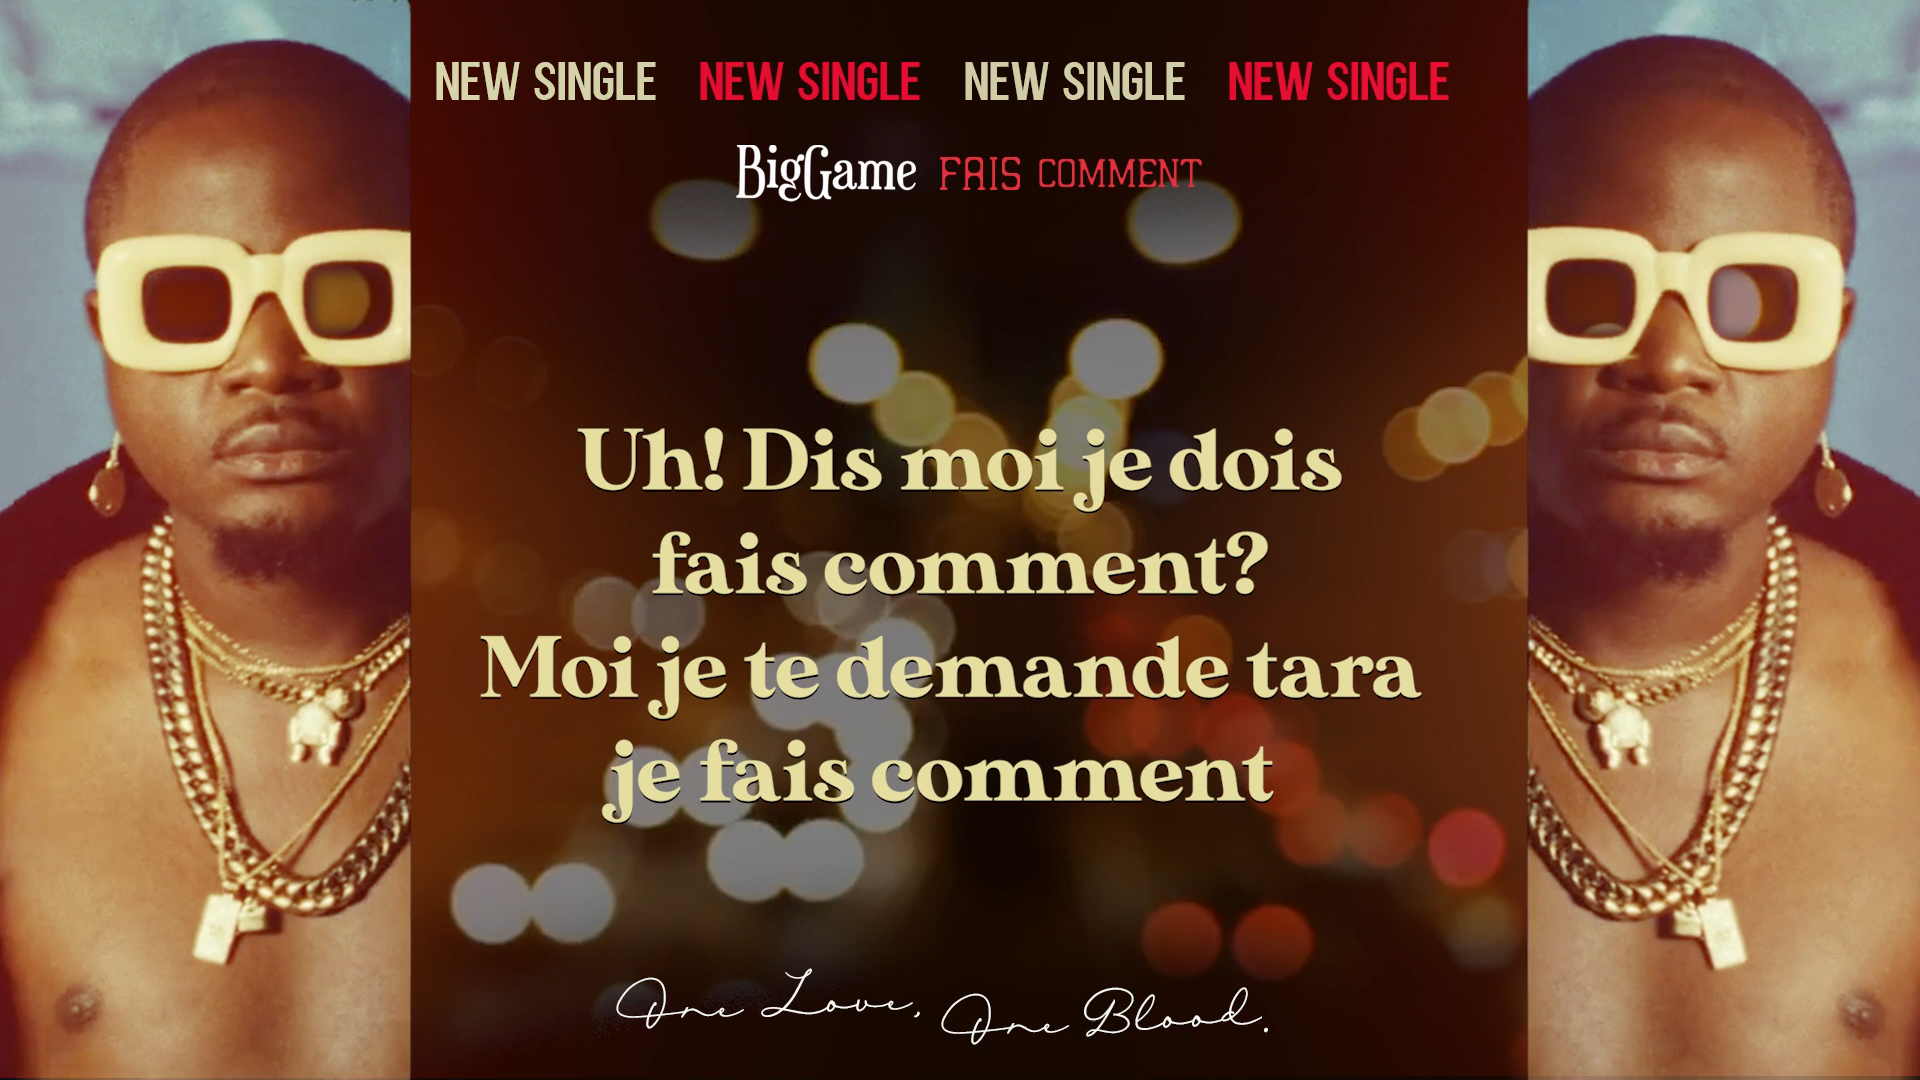 NEW SINGLE NEW SINGLE NEW SINGLE NEW SINGLE
BigGame FAIS COMMENT
Uh! Dis moi je dois
fais comment?
Moi je te demande tara
je fais comment
One Love, One Blood.